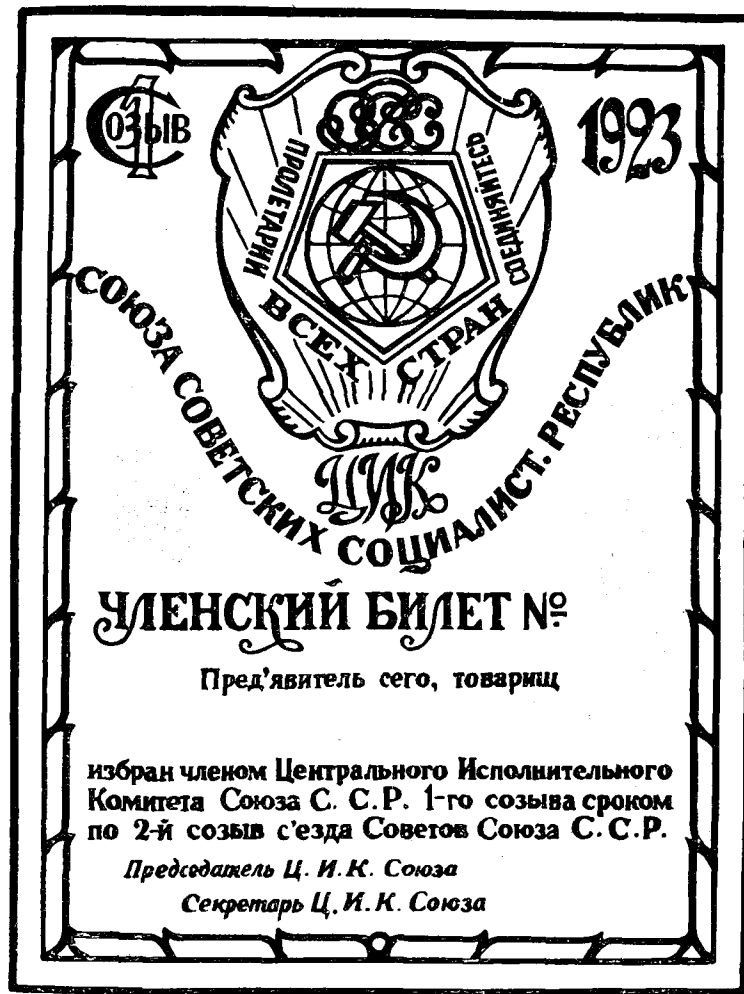 1 СОЗЫВ
СССР
1923
ПРОЛЕТАРИИ
ВСЕХ СТРАН
СОЕДИНЯЙТЕСЬ
ЦИК
СОЮЗА СОВЕТСКИХ СОЦИАЛИСТ. РЕСПУБЛИК
ЧЛЕНСКИЙ БИЛЕТ №
Пред'явитель сего, товарищ
избран членом Центрального Исполнительного
Комитета Союза С. С. Р. 1-го созыва сроком
по 2-й созыв с'езда Советов Союза С. С. Р.
Председатель Ц. И. К. Союза
Секретарь Ц. И. К. Союза